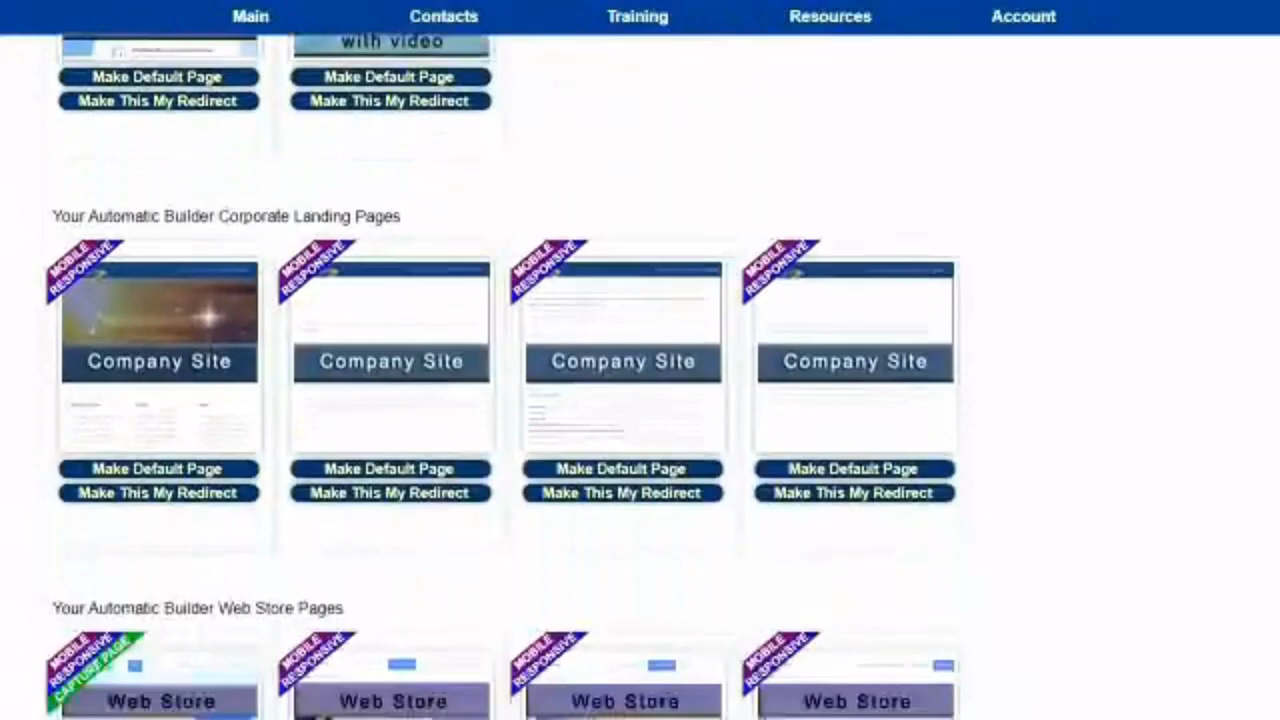 Main Contacts Training Resources Account
with video
Make Default Page Make Default Page
Make This My Redirect Make This My Redirect
Your Automatic Builder Corporate Landing Pages
MOBILE RESPONSIVE MOBILE RESPONSIVE MOBILE RESPONSIVE MOBILE RESPONSIVE
Company Site Company Site Company Site Company Site
Make Default Page Make Default Page Make Default Page Make Default Page
Make This My Redirect Make This My Redirect Make This My Redirect Make This My Redirect
Your Automatic Builder Web Store Pages
MOBILE RESPONSIVE CAPTURE PAGE MOBILE RESPONSIVE MOBILE RESPONSIVE MOBILE RESPONSIVE
Web Store Web Store Web Store Web Store